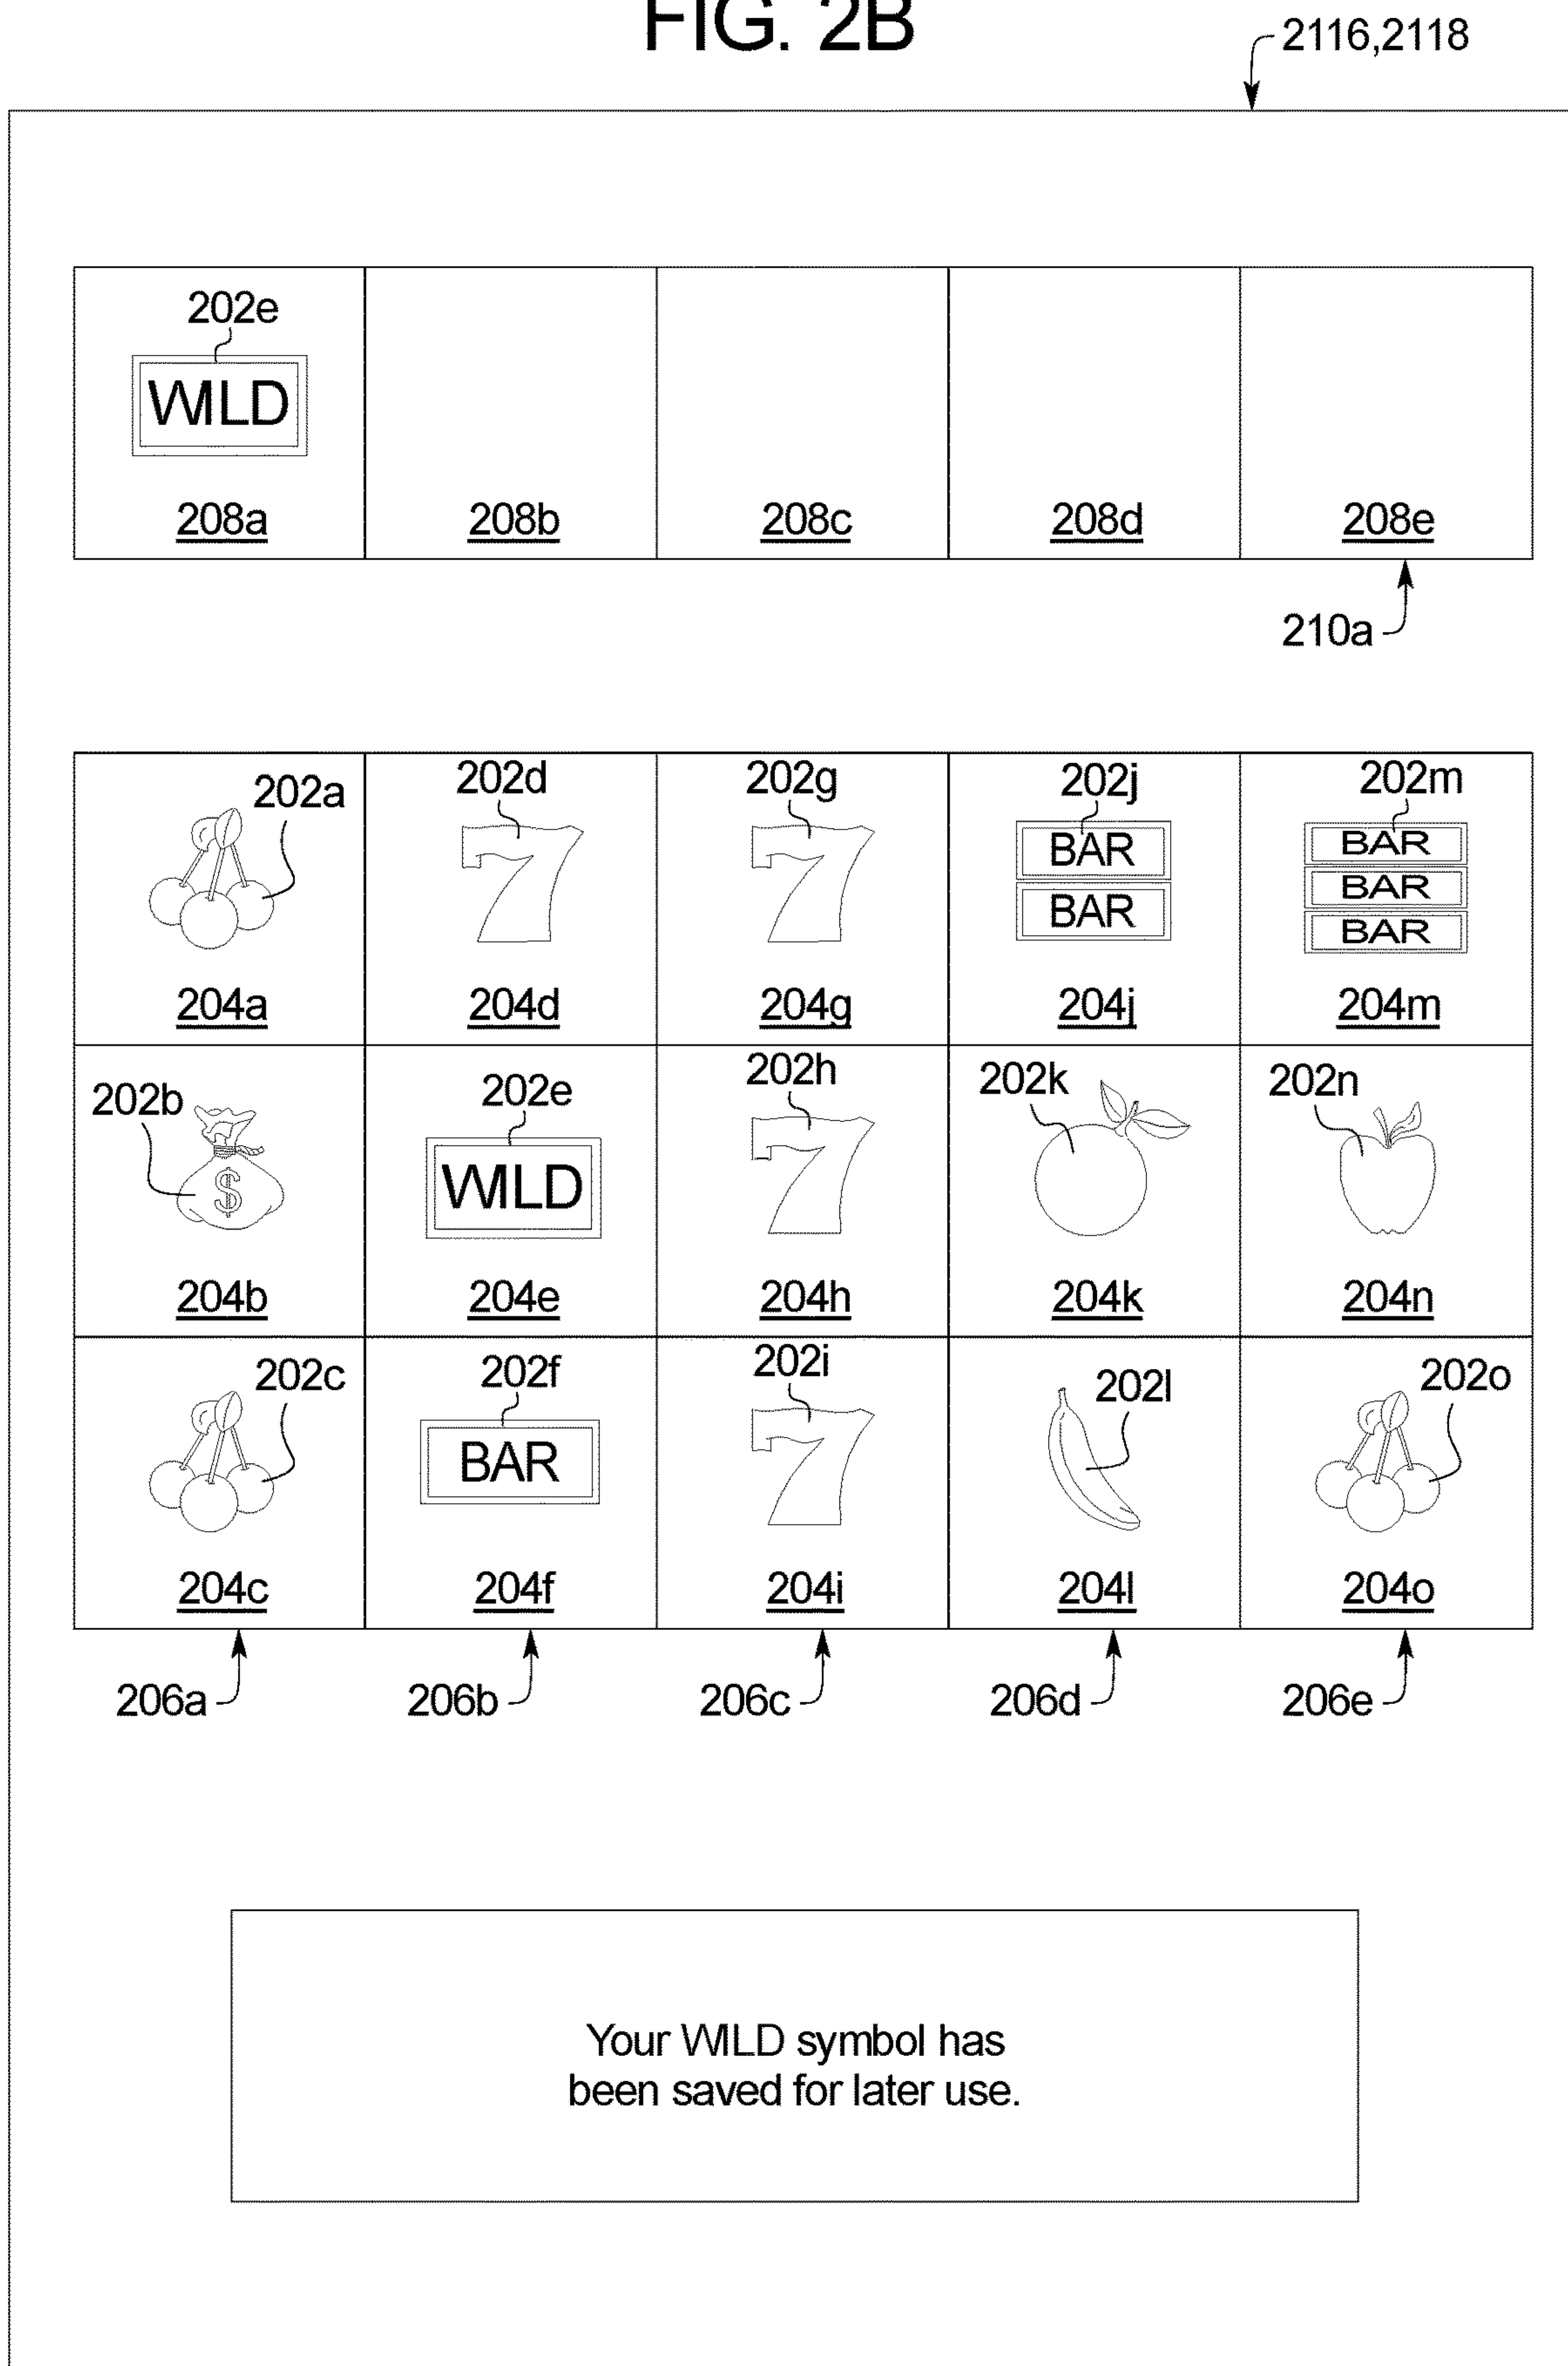 FIG. 2B
2116,2118
202e
WILD
208a 208b 208c 208d 208e
210a
202a 202d 202g 202j 202m
BAR BAR
BAR BAR
BAR
204a 204d 204g 204j 204m
202b 202e 202h 202k 202n
$ WILD
204b 204e 204h 204k 204n
202c 202f 202i 202l 202o
BAR
204c 204f 204i 204l 204o
206a 206b 206c 206d 206e
Your WILD symbol has
been saved for later use.